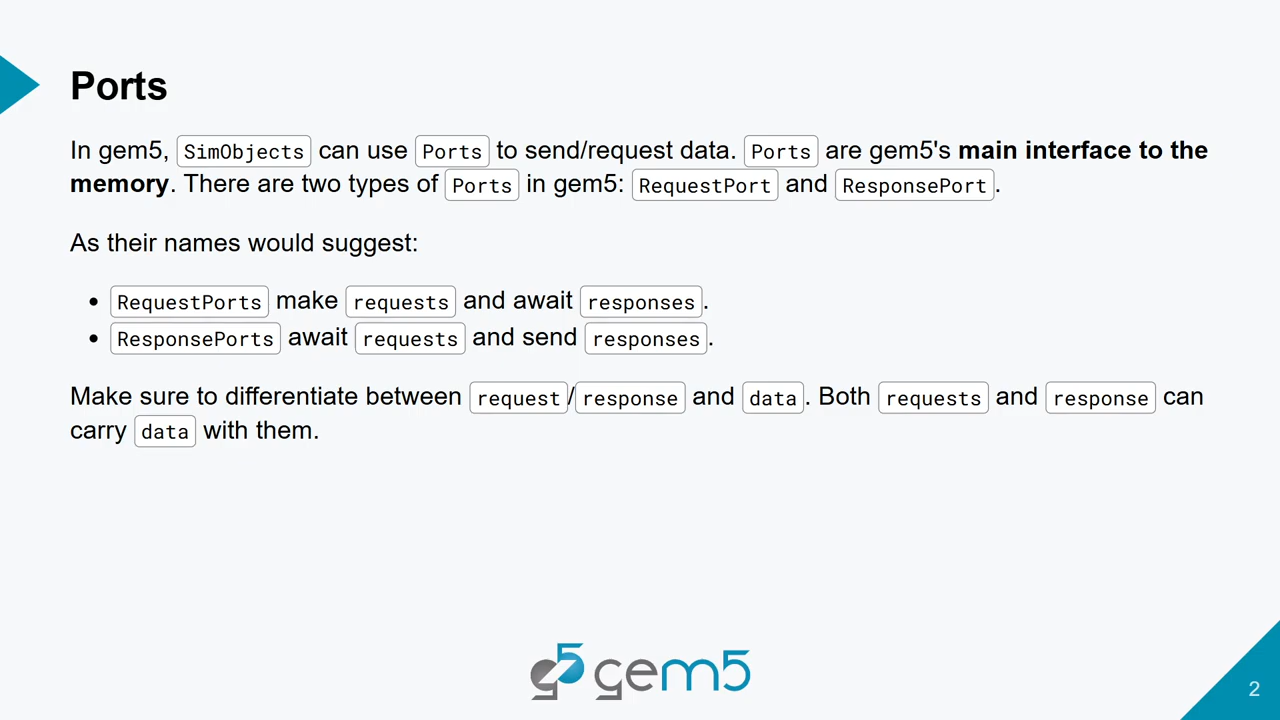 Ports
In gem5, SimObjects can use Ports to send/request data. Ports are gem5's main interface to the
memory. There are two types of Ports in gem5: RequestPort and ResponsePort.
As their names would suggest:
• RequestPorts make requests and await responses.
• ResponsePorts await requests and send responses.
Make sure to differentiate between request/response and data. Both requests and response can
carry data with them.
g5 gem5
2